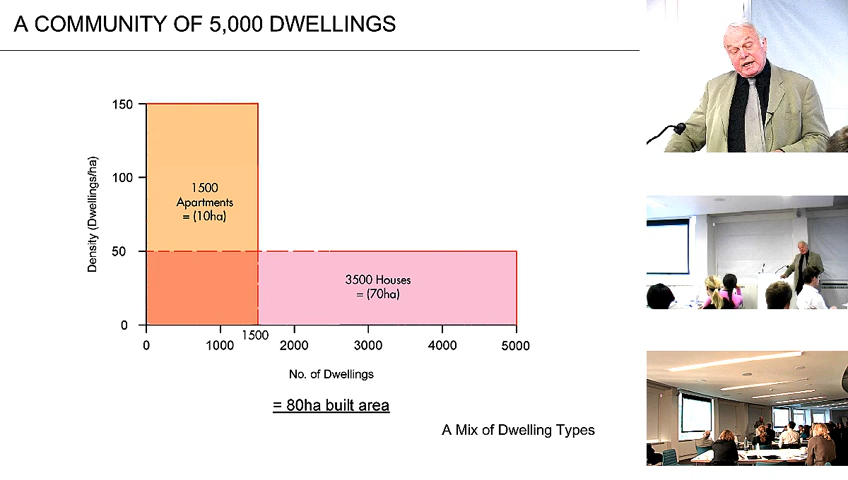 A COMMUNITY OF 5,000 DWELLINGS
150
100
50
0
Density (Dwellings/ha)
1500
Apartments
= (10ha)
3500 Houses
= (70ha)
1500
0
1000
2000
3000
4000
5000
No. of Dwellings
= 80ha built area
A Mix of Dwelling Types